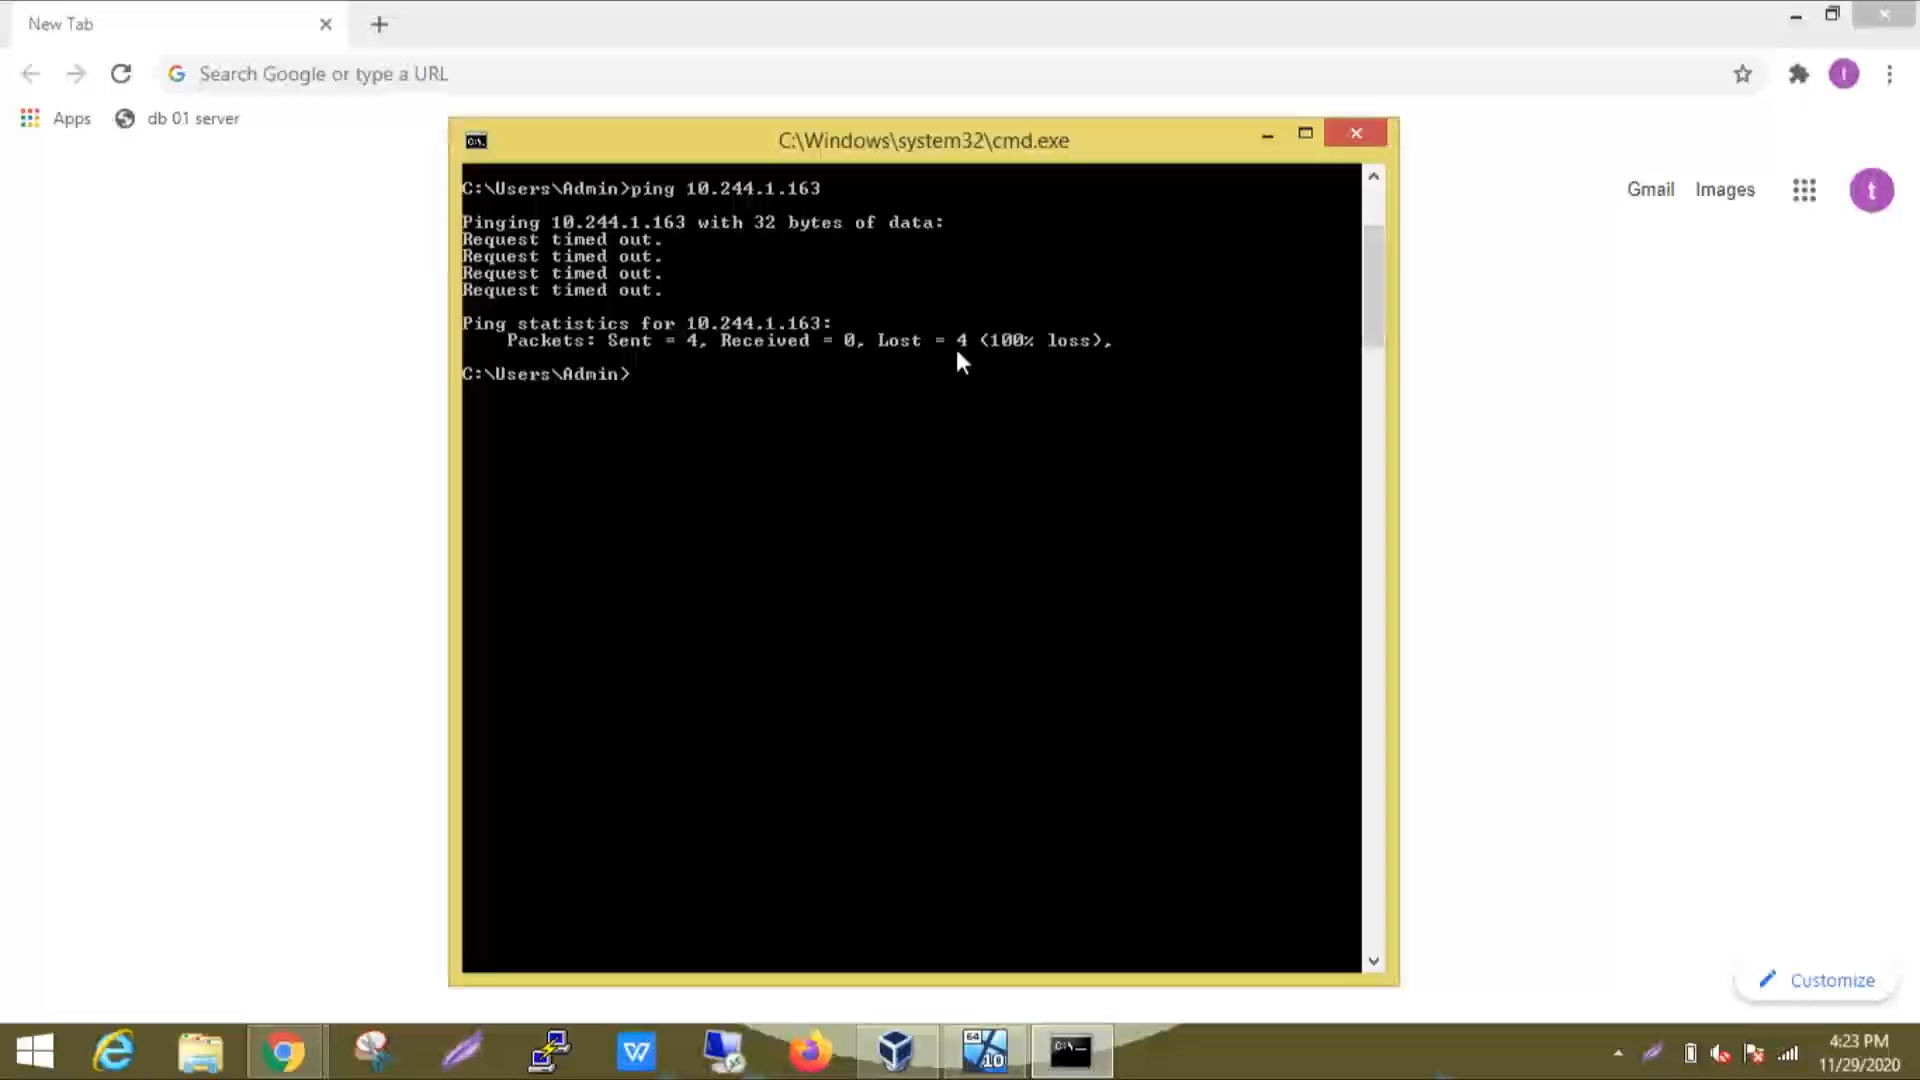 New Tab
Search Google or type a URL
Apps
db 01 server
C:\Windows\system32\cmd.exe
C:\Users\Admin>ping 10.244.1.163
Pinging 10.244.1.163 with 32 bytes of data:
Request timed out.
Request timed out.
Request timed out.
Request timed out.
Ping statistics for 10.244.1.163:
Packets: Sent = 4, Received = 0, Lost = 4 (100% loss),
C:\Users\Admin>
Gmail Images
t
Customize
64
10
4:23 PM
11/29/2020